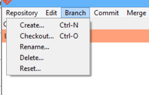 Repository Edit Branch Commit Merge
Create... Ctrl-N
Checkout... Ctrl-O
Rename...
Delete...
Reset...